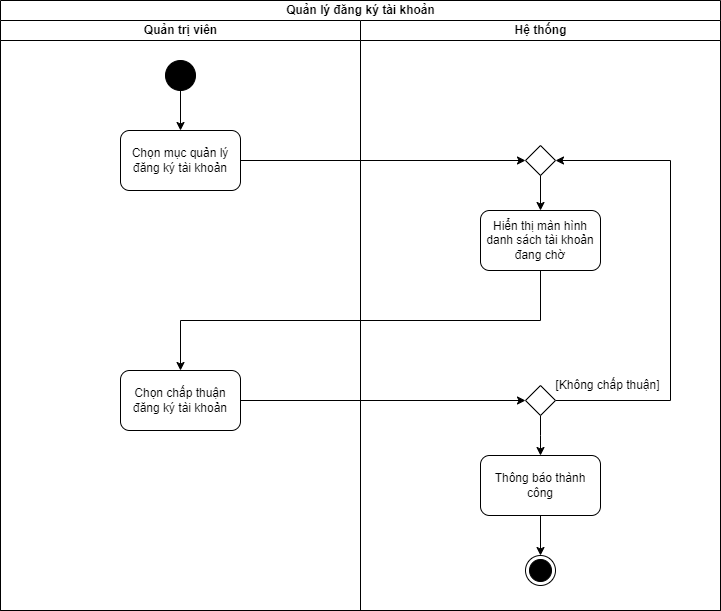 Quản lý đăng ký tài khoản
Quản trị viên
Hệ thống
Chọn mục quản lý
đăng ký tài khoản
Hiển thị màn hình
danh sách tài khoản
đang chờ
Chọn chấp thuận
đăng ký tài khoản
[Không chấp thuận]
Thông báo thành
công